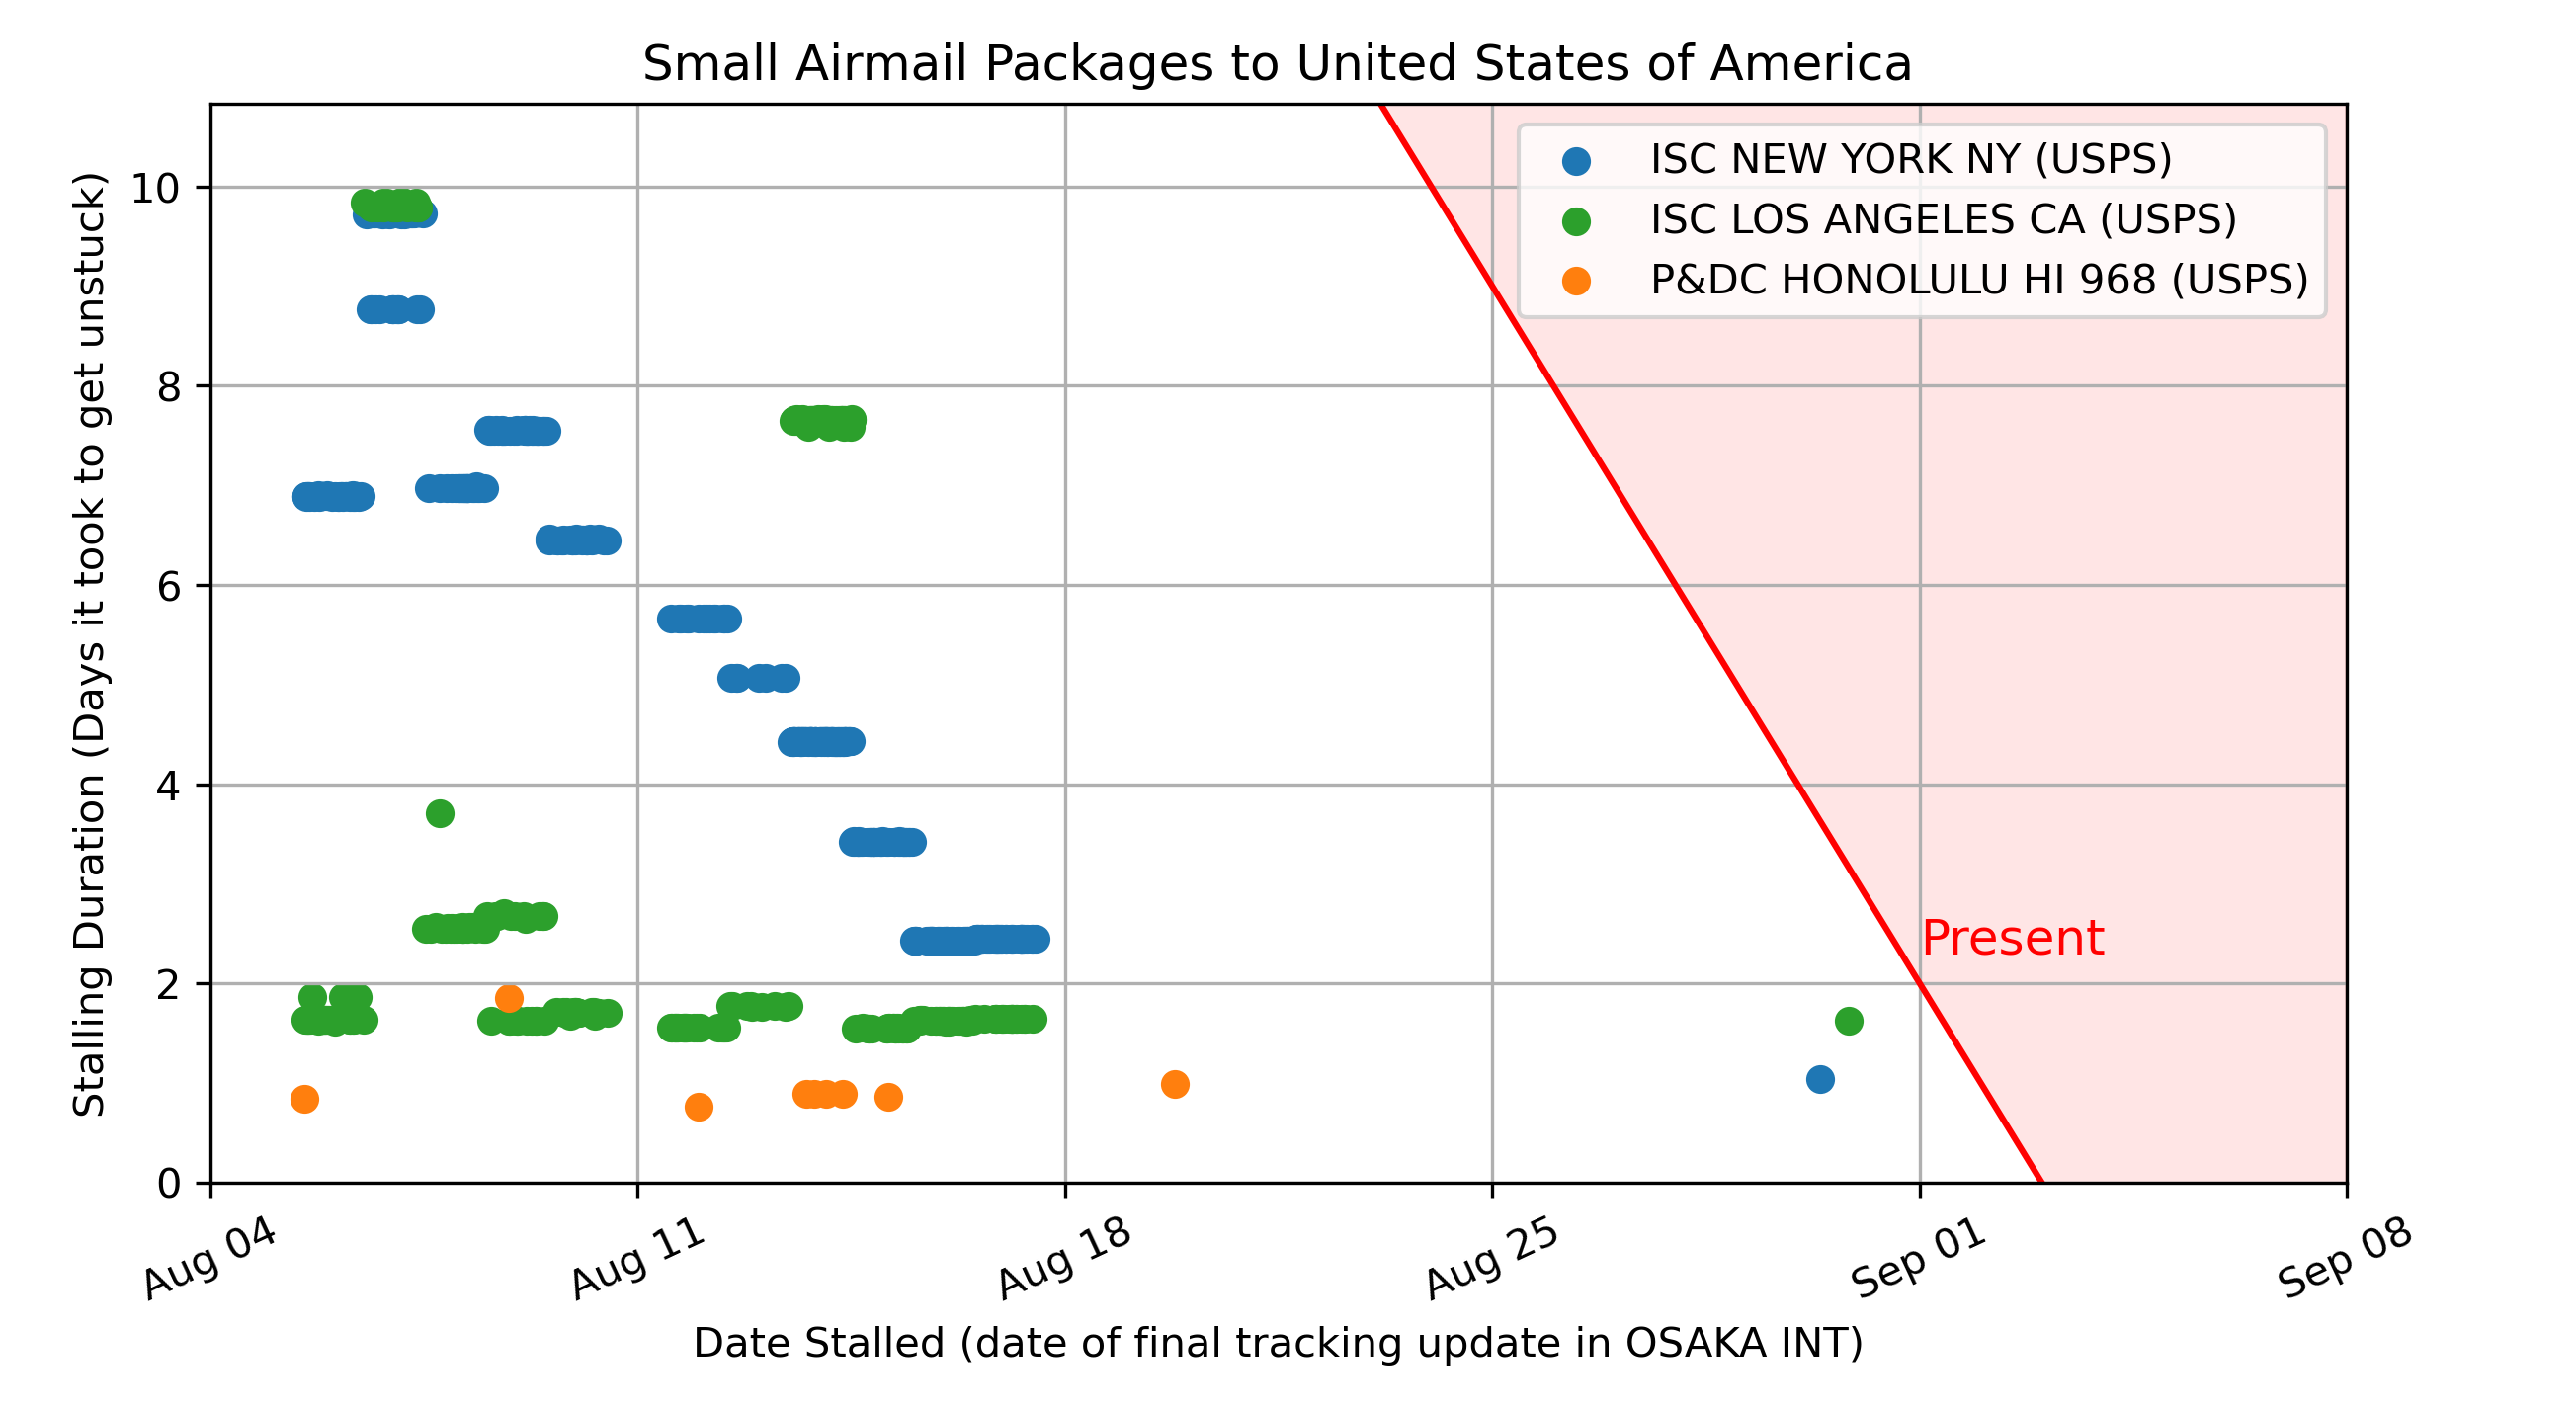 Small Airmail Packages to United States of America
Stalling Duration (Days it took to get unstuck)
10
8
6
4
2
0
ISC NEW YORK NY (USPS)
ISC LOS ANGELES CA (USPS)
P&DC HONOLULU HI 968 (USPS)
Present
Aug 04
Aug 11
Aug 18
Aug 25
Sep 01
Sep 08
Date Stalled (date of final tracking update in OSAKA INT)